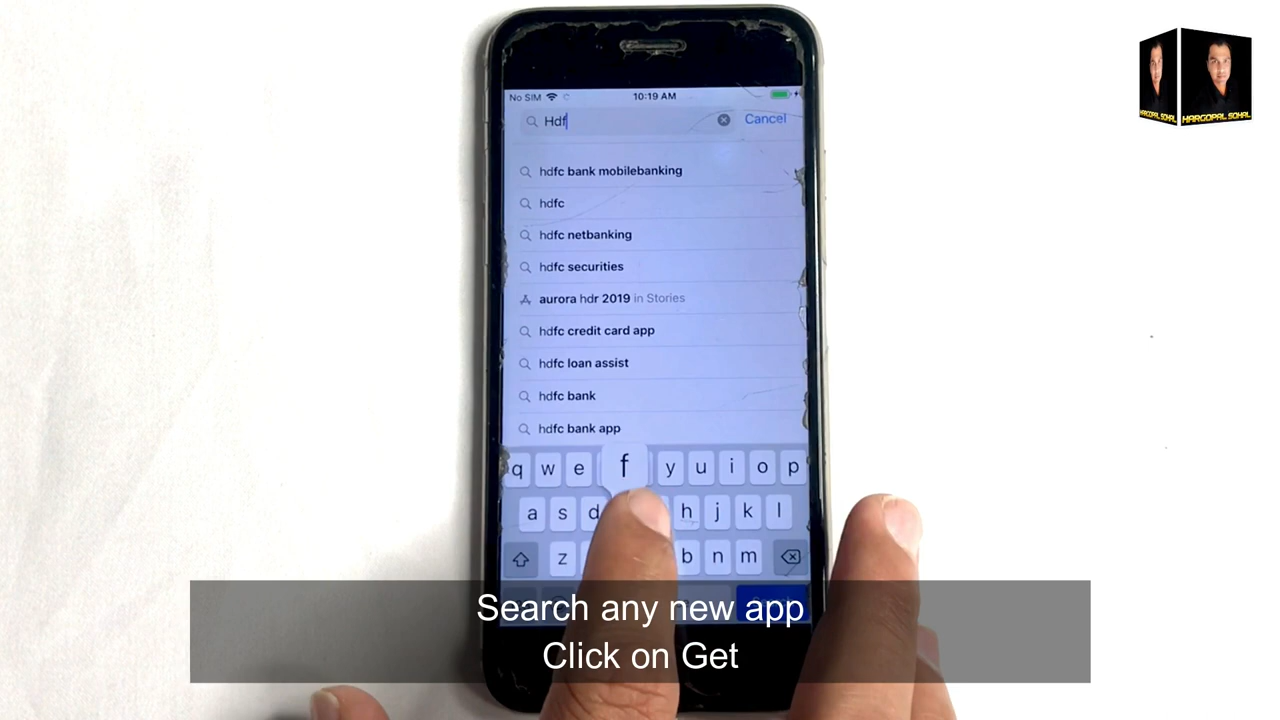 No SIM
10:19 AM
Hdf
Cancel
hdfc bank mobilebanking
hdfc
hdfc netbanking
hdfc securities
aurora hdr 2019 in Stories
hdfc credit card app
hdfc loan assist
hdfc bank
hdfc bank app
q w e f y u i o p
a s d h j k l
z b n m
Search any new app
Click on Get
HARGOPAL SOHAL
HARGOPAL SOHAL